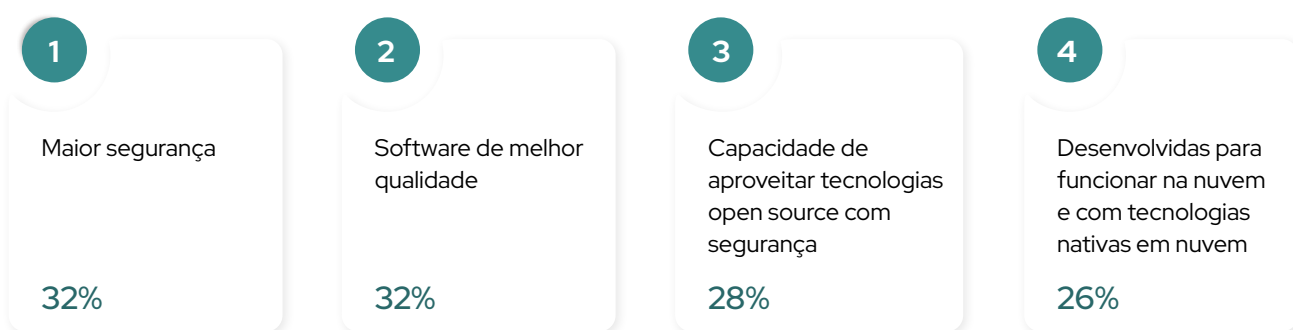 1
Maior segurança
32%
2
Software de melhor
qualidade
32%
3
Capacidade de
aproveitar tecnologias
open source com
segurança
28%
4
Desenvolvidas para
funcionar na nuvem
e com tecnologias
nativas em nuvem
26%